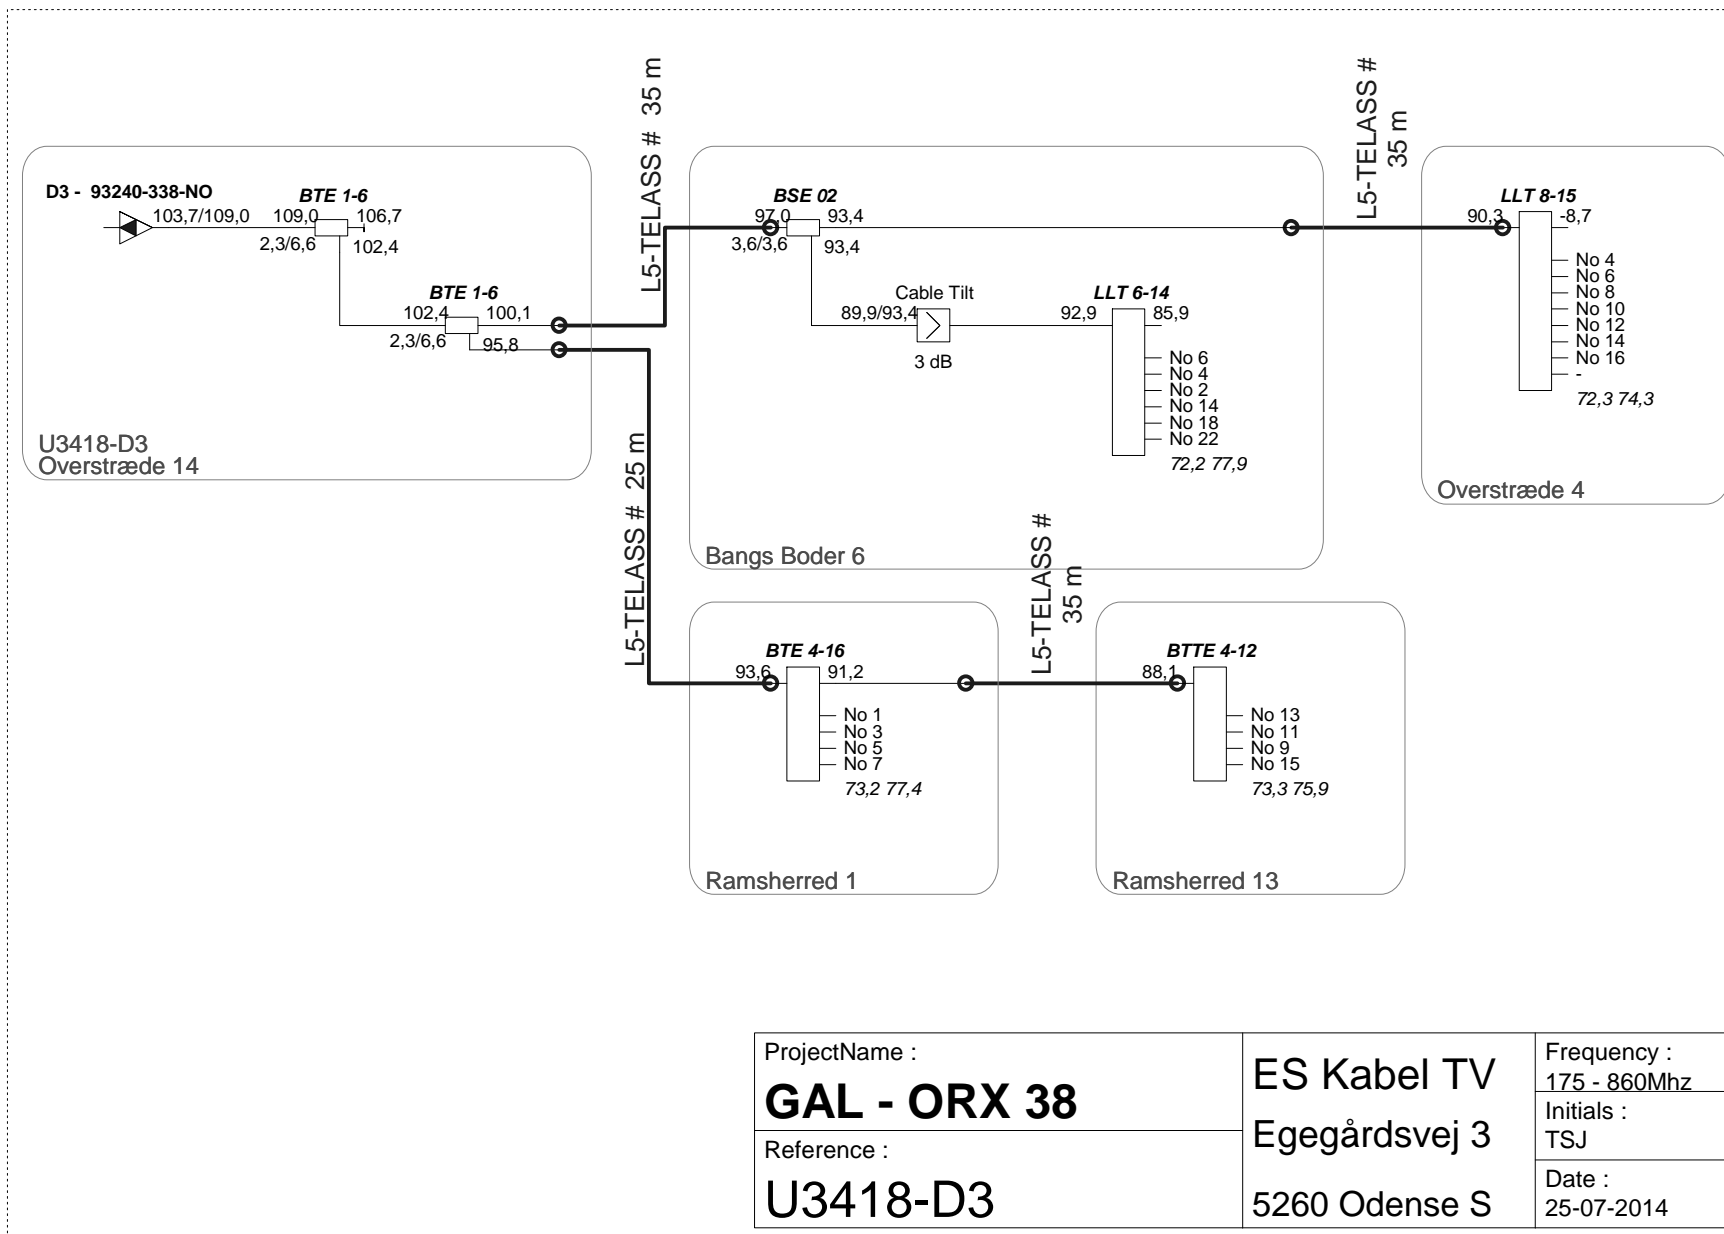 D3 - 93240-338-NO
103,7/109,0
BTE 1-6
109,0
106,7
2,3/6,6
102,4
BTE 1-6
102,4
100,1
2,3/6,6
95,8
U3418-D3
Overstræde 14
L5-TELASS # 35 m
L5-TELASS # 25 m
BSE 02
97,0
93,4
3,6/3,6
93,4
Cable Tilt
89,9/93,4
3 dB
LLT 6-14
92,9
85,9
No 6
No 4
No 2
No 14
No 18
No 22
72,2 77,9
Bangs Boder 6
L5-TELASS #
35 m
LLT 8-15
90,3
-8,7
No 4
No 6
No 8
No 10
No 12
No 14
No 16
-
72,3 74,3
Overstræde 4
BTE 4-16
93,6
91,2
No 1
No 3
No 5
No 7
73,2 77,4
Ramsherred 1
L5-TELASS #
35 m
BTTE 4-12
88,1
No 13
No 11
No 9
No 15
73,3 75,9
Ramsherred 13
ProjectName :
GAL - ORX 38
Reference :
U3418-D3
ES Kabel TV
Egegårdsvej 3
5260 Odense S
Frequency :
175 - 860Mhz
Initials :
TSJ
Date :
25-07-2014